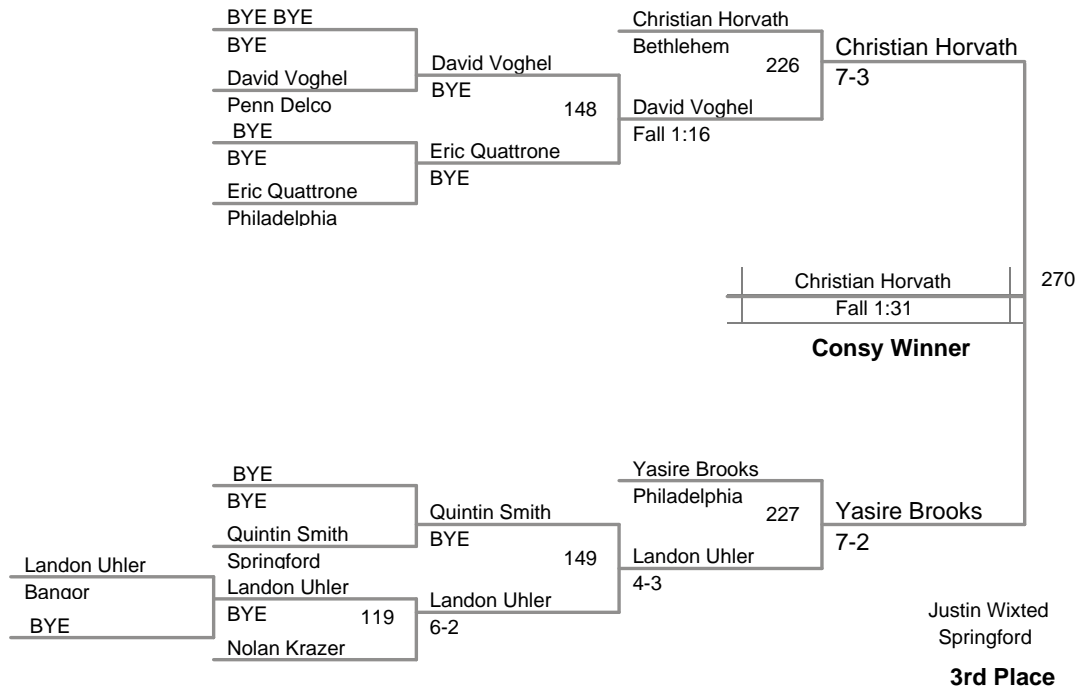 BYE BYE
BYE
David Voghel
Penn Delco
BYE
BYE
Eric Quattrone
Philadelphia
David Voghel
BYE
148
Eric Quattrone
BYE
Christian Horvath
Bethlehem
226
David Voghel
Fall 1:16
Christian Horvath
7-3
Christian Horvath
270
Fall 1:31
Consy Winner
BYE
BYE
Quintin Smith
Springford
Landon Uhler
Bangor
BYE
Landon Uhler
BYE
119
Nolan Krazer
Quintin Smith
BYE
149
Landon Uhler
6-2
Yasire Brooks
Philadelphia
227
Landon Uhler
4-3
Yasire Brooks
7-2
Justin Wixted
Springford
3rd Place